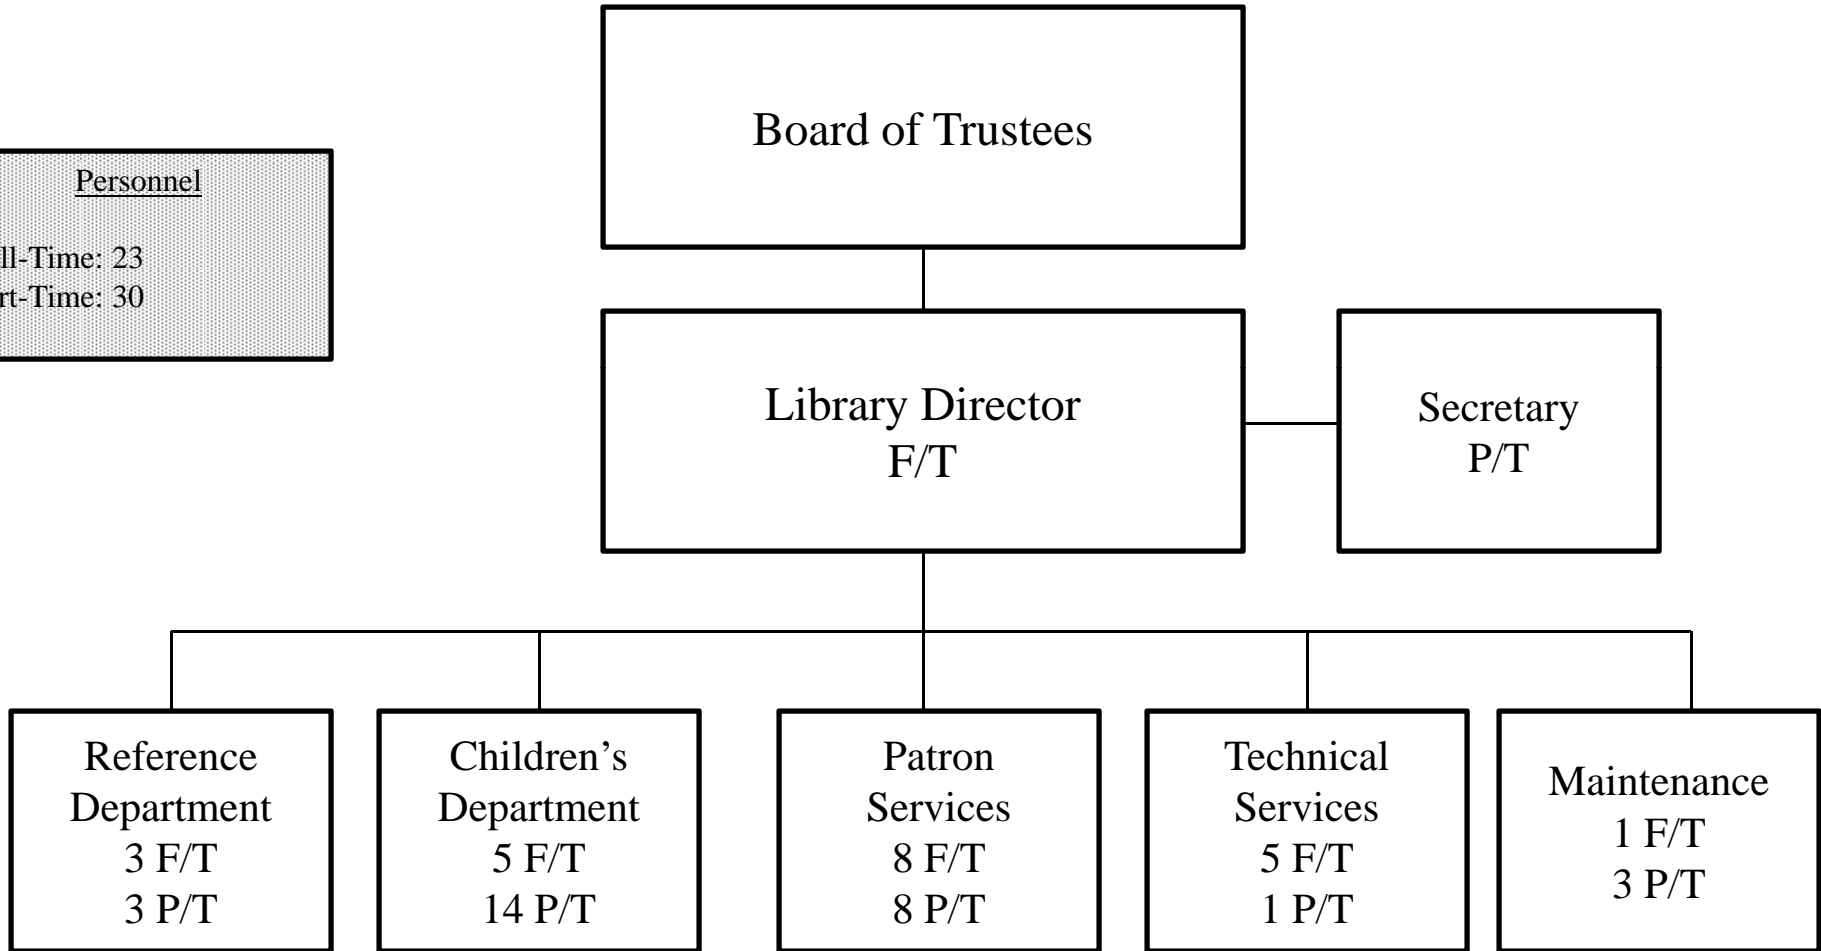 Board of Trustees
Personnel
ll-Time: 23
rt-Time: 30
Library Director
F/T
Secretary
P/T
Reference
Department
3 F/T
3 P/T
Children’s
Department
5 F/T
14 P/T
Patron
Services
8 F/T
8 P/T
Technical
Services
5 F/T
1 P/T
Maintenance
1 F/T
3 P/T